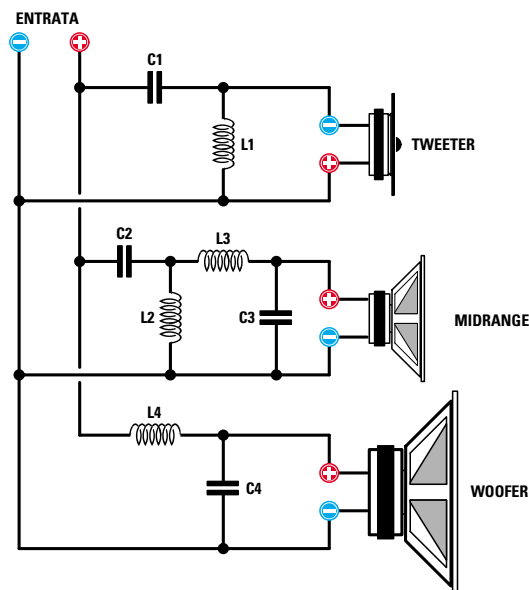 ENTRATA
C1
L1
TWEETER
C2
L3
L2
C3
MIDRANGE
L4
C4
WOOFER